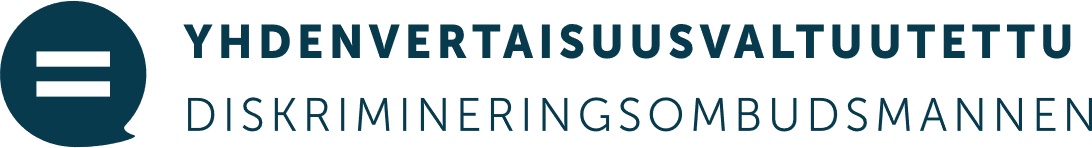 YHDENVERTAISUUSVALTUUTETTU
DISKRIMINERINGSOMBUDSMANNEN